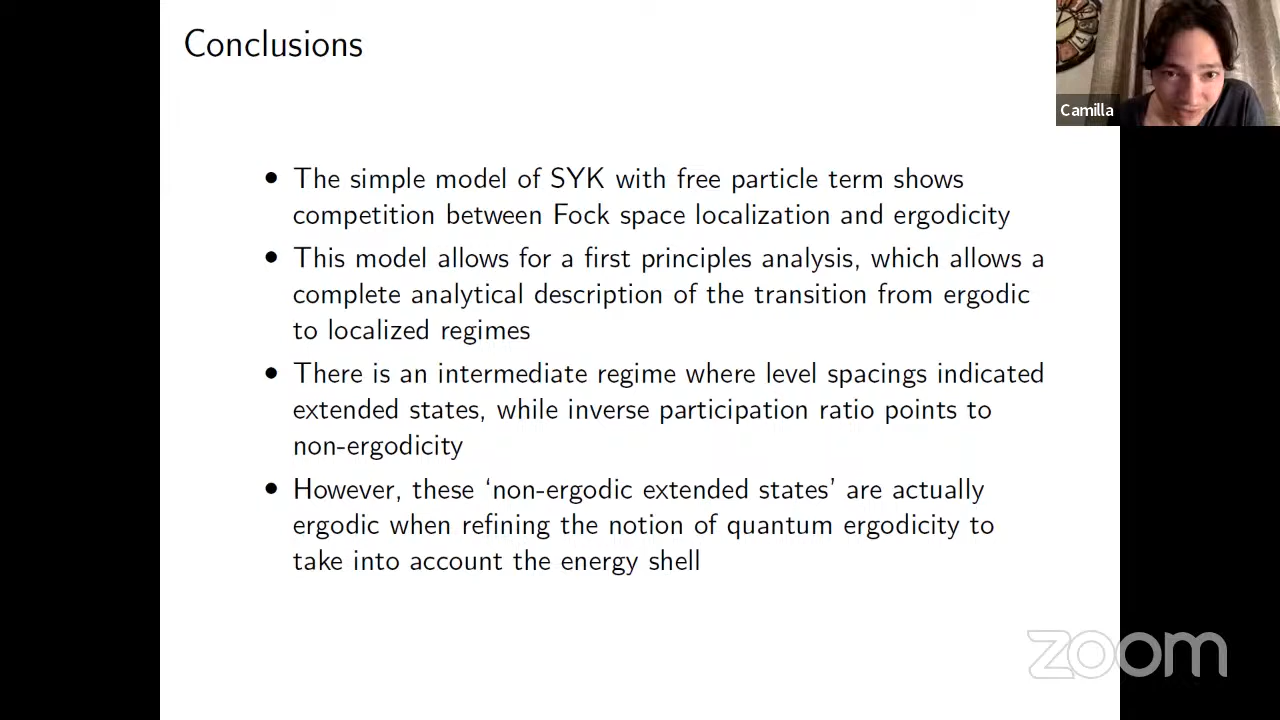 Conclusions
Camilla
• The simple model of SYK with free particle term shows
competition between Fock space localization and ergodicity
• This model allows for a first principles analysis, which allows a
complete analytical description of the transition from ergodic
to localized regimes
• There is an intermediate regime where level spacings indicated
extended states, while inverse participation ratio points to
non-ergodicity
• However, these ‘non-ergodic extended states’ are actually
ergodic when refining the notion of quantum ergodicity to
take into account the energy shell
zoom